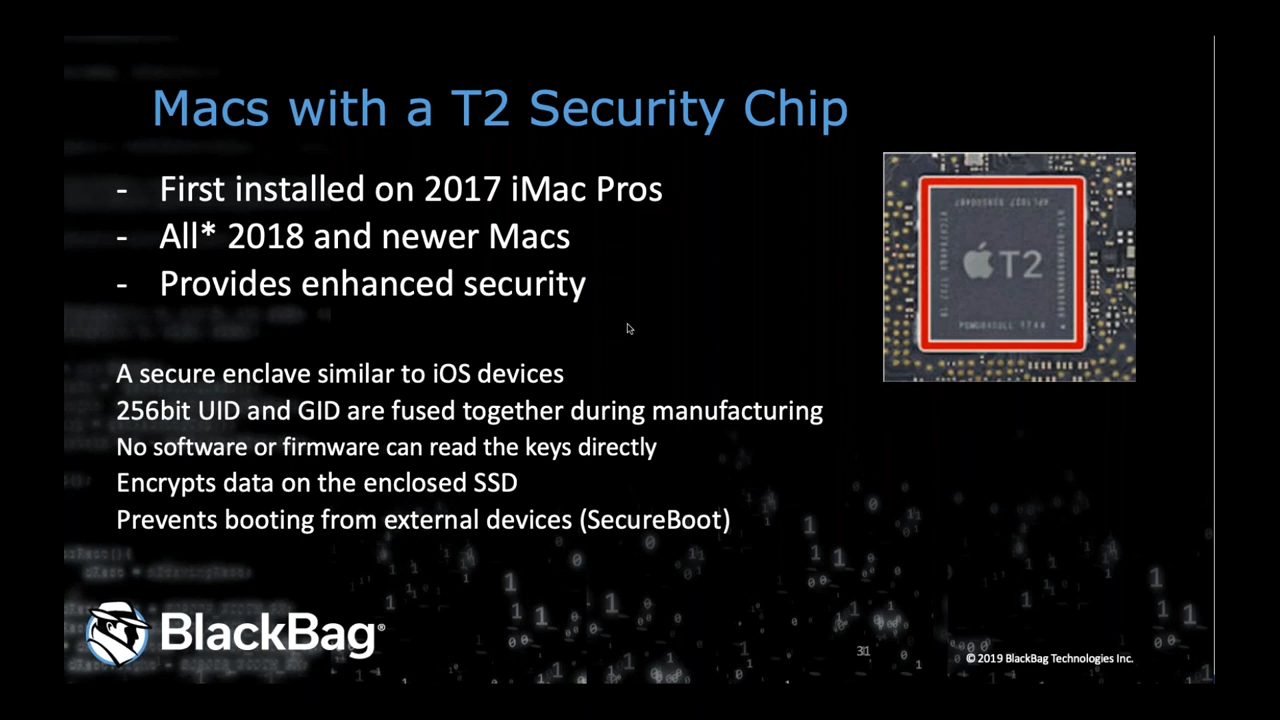 Macs with a T2 Security Chip
- First installed on 2017 iMac Pros
- All* 2018 and newer Macs
- Provides enhanced security
T2
A secure enclave similar to iOS devices
256bit UID and GID are fused together during manufacturing
No software or firmware can read the keys directly
Encrypts data on the enclosed SSD
Prevents booting from external devices (SecureBoot)
BlackBag®
31
© 2019 BlackBag Technologies Inc.